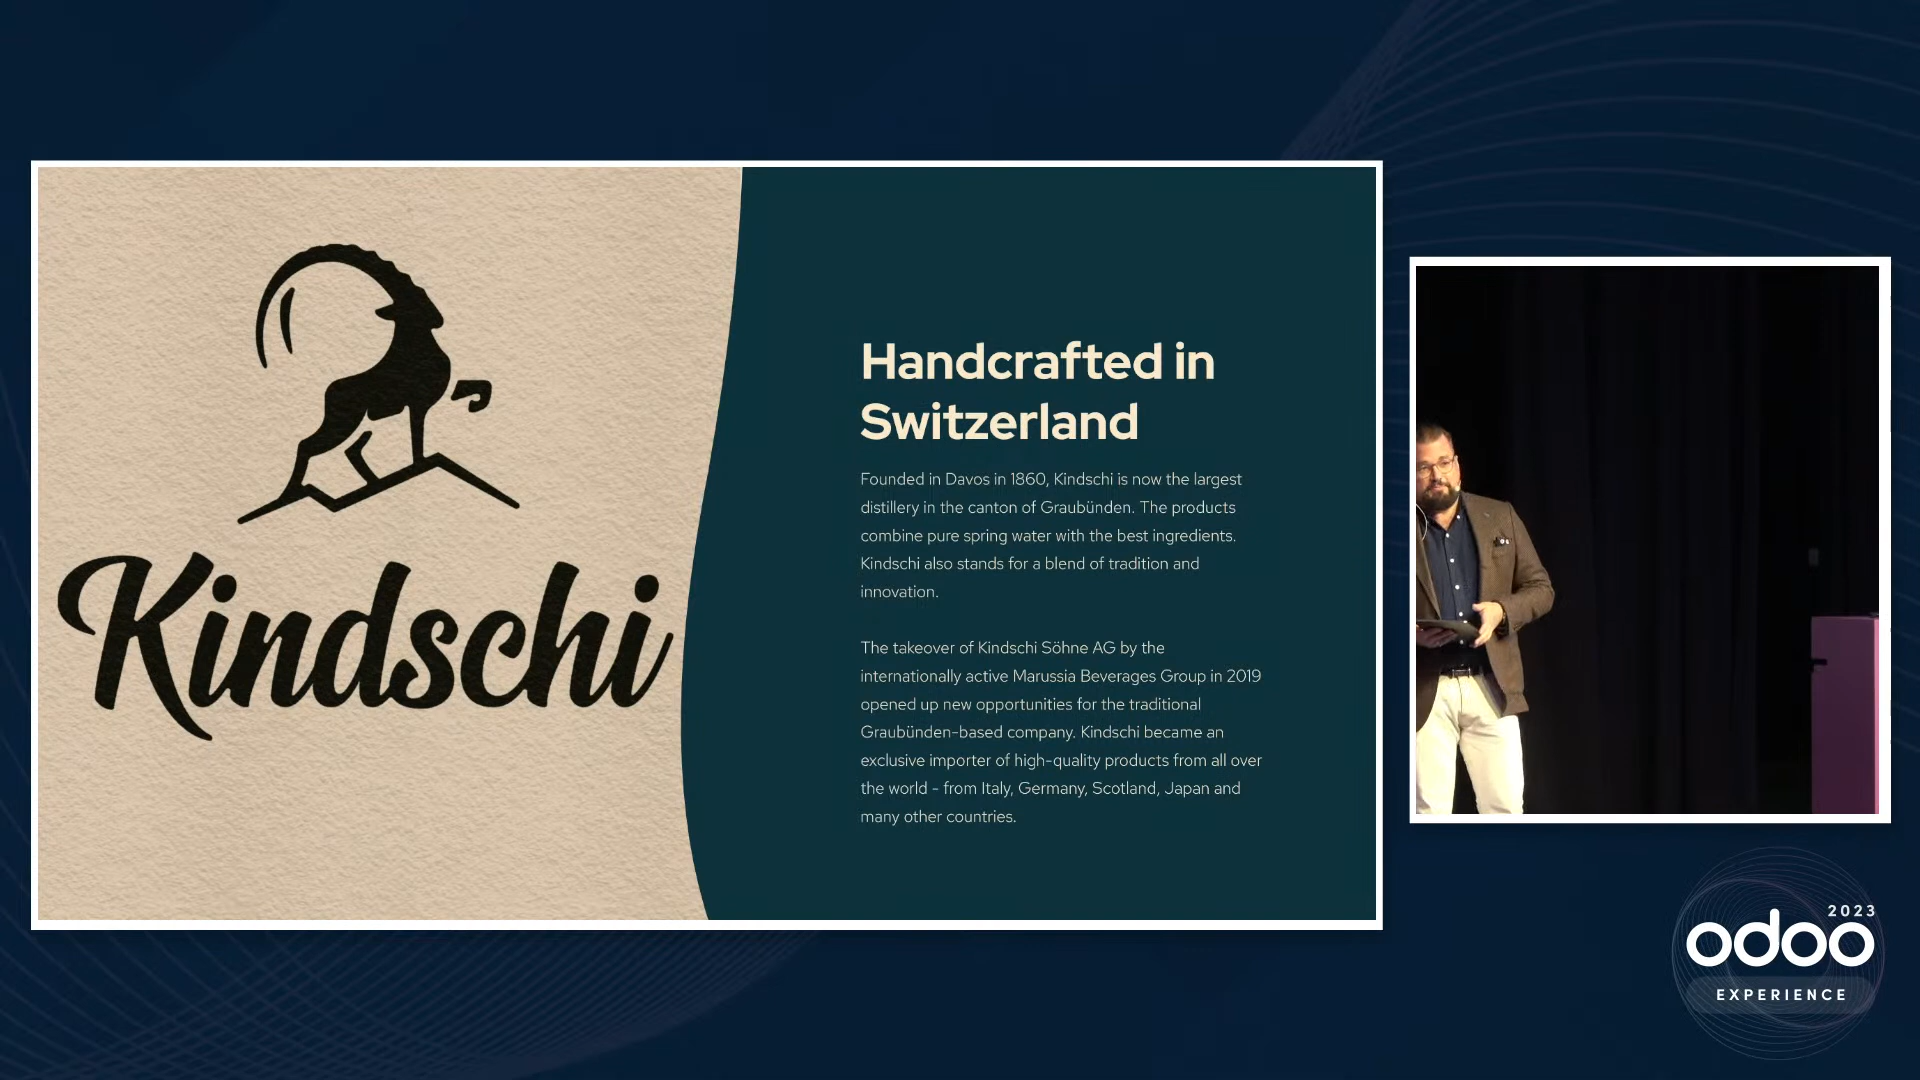 Kindschi
Handcrafted in
Switzerland
Founded in Davos in 1860, Kindschi is now the largest
distillery in the canton of Graubünden. The products
combine pure spring water with the best ingredients.
Kindschi also stands for a blend of tradition and
innovation.
The takeover of Kindschi Söhne AG by the
internationally active Marussia Beverages Group in 2019
opened up new opportunities for the traditional
Graubünden-based company. Kindschi became an
exclusive importer of high-quality products from all over
the world - from Italy, Germany, Scotland, Japan and
many other countries.
2023
odoo
EXPERIENCE